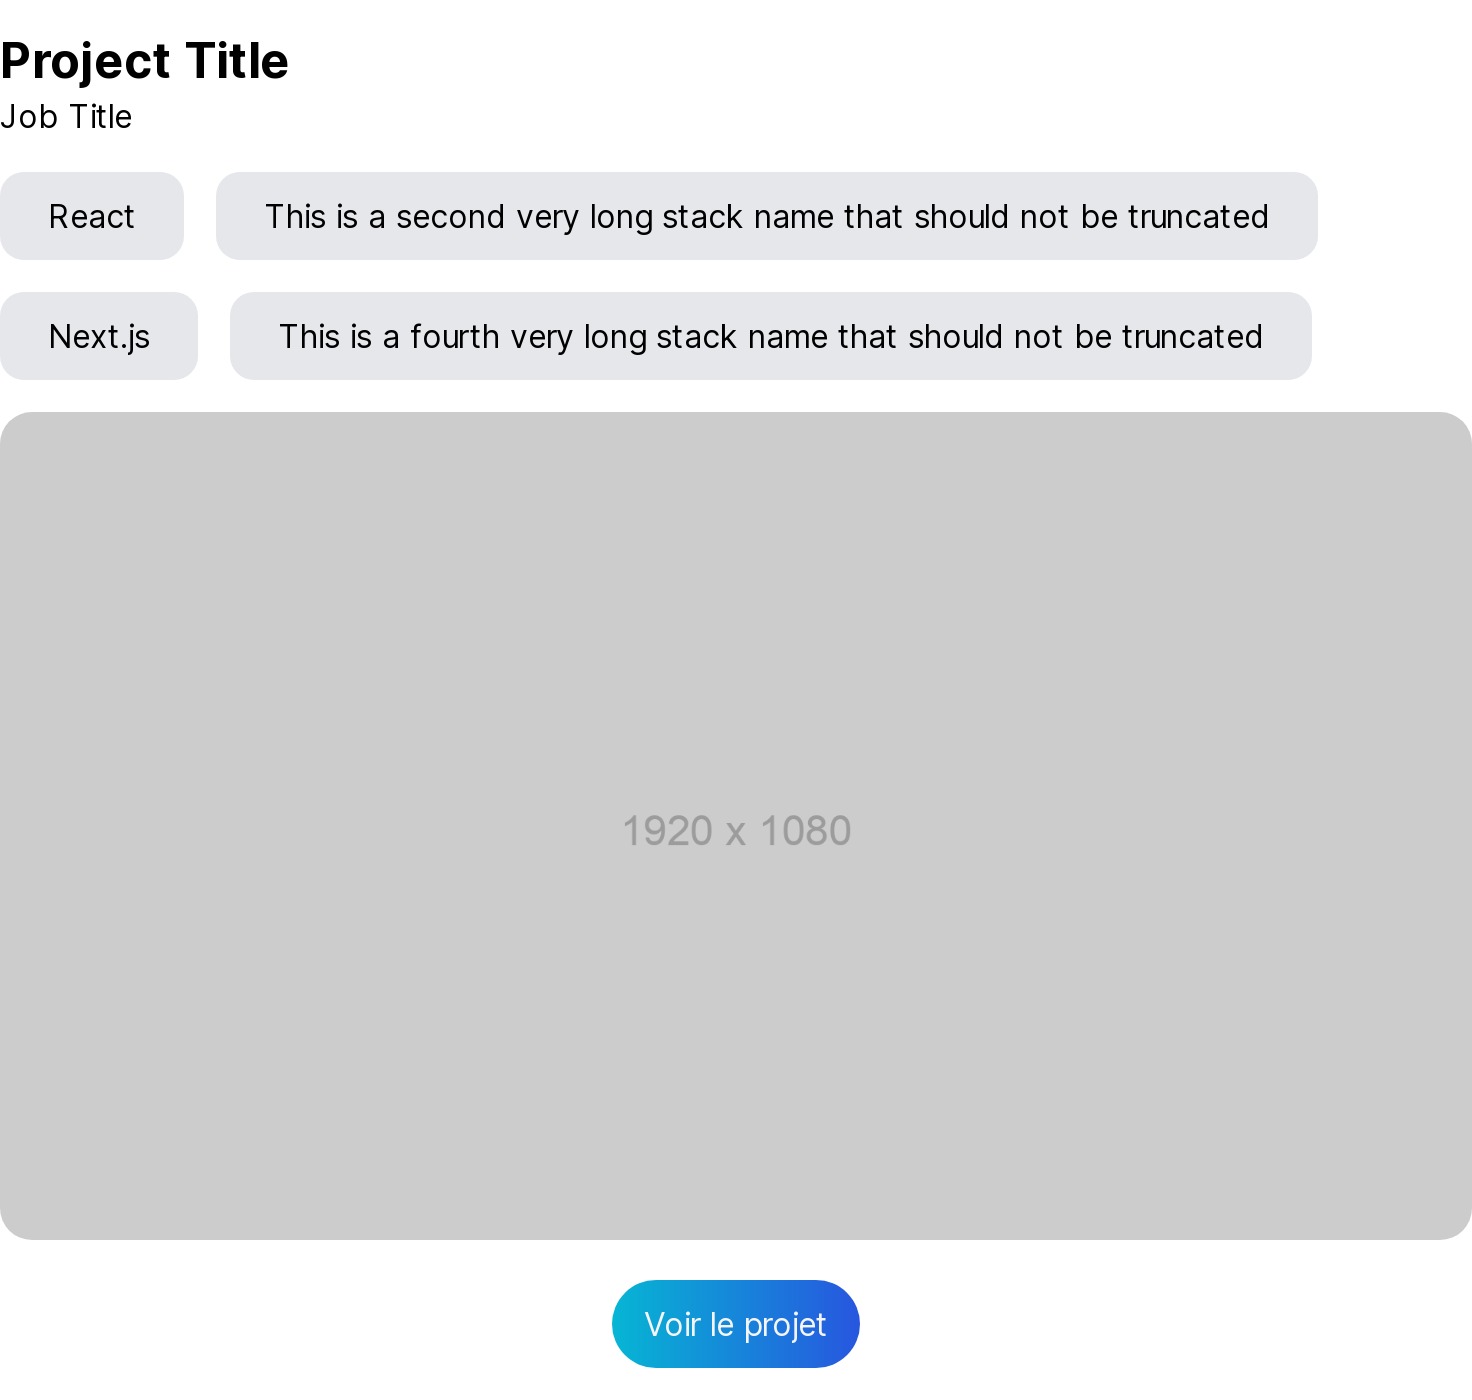 Project Title
Job Title
React
This is a second very long stack name that should not be truncated
Next.js
This is a fourth very long stack name that should not be truncated
1920 x 1080
Voir le projet